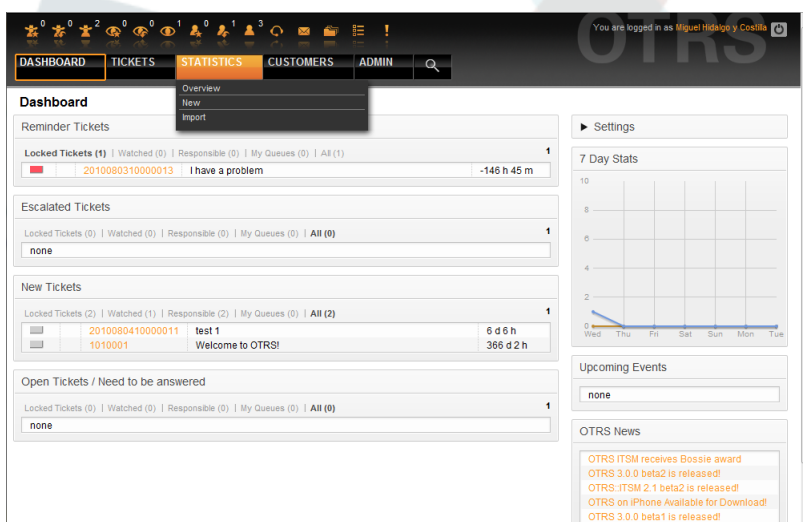 0 0 2 0 0 1 0 1 3
You are logged in as Miguel Hidalgo y Costilla
OTRS
DASHBOARD TICKETS STATISTICS CUSTOMERS ADMIN
Overview
New
Import
Dashboard
Reminder Tickets
Locked Tickets (1) | Watched (0) | Responsible (0) | My Queues (0) | All (1) 1
2010080310000013 I have a problem -146 h 45 m
Escalated Tickets
Locked Tickets (0) | Watched (0) | Responsible (0) | My Queues (0) | All (0) 1
none
New Tickets
Locked Tickets (2) | Watched (1) | Responsible (2) | My Queues (0) | All (2) 1
2010080410000011 test 1 6 d 6 h
1010001 Welcome to OTRS! 366 d 2 h
Open Tickets / Need to be answered
Locked Tickets (0) | Watched (0) | Responsible (0) | My Queues (0) | All (0) 1
none
Settings
7 Day Stats
10
8
6
4
2
0
Wed Thu Fri Sat Sun Mon Tue
Upcoming Events
none
OTRS News
OTRS ITSM receives Bossie award
OTRS 3.0.0 beta2 is released!
OTRS::ITSM 2.1 beta2 is released!
OTRS on iPhone Available for Download!
OTRS 3.0.0 beta1 is released!